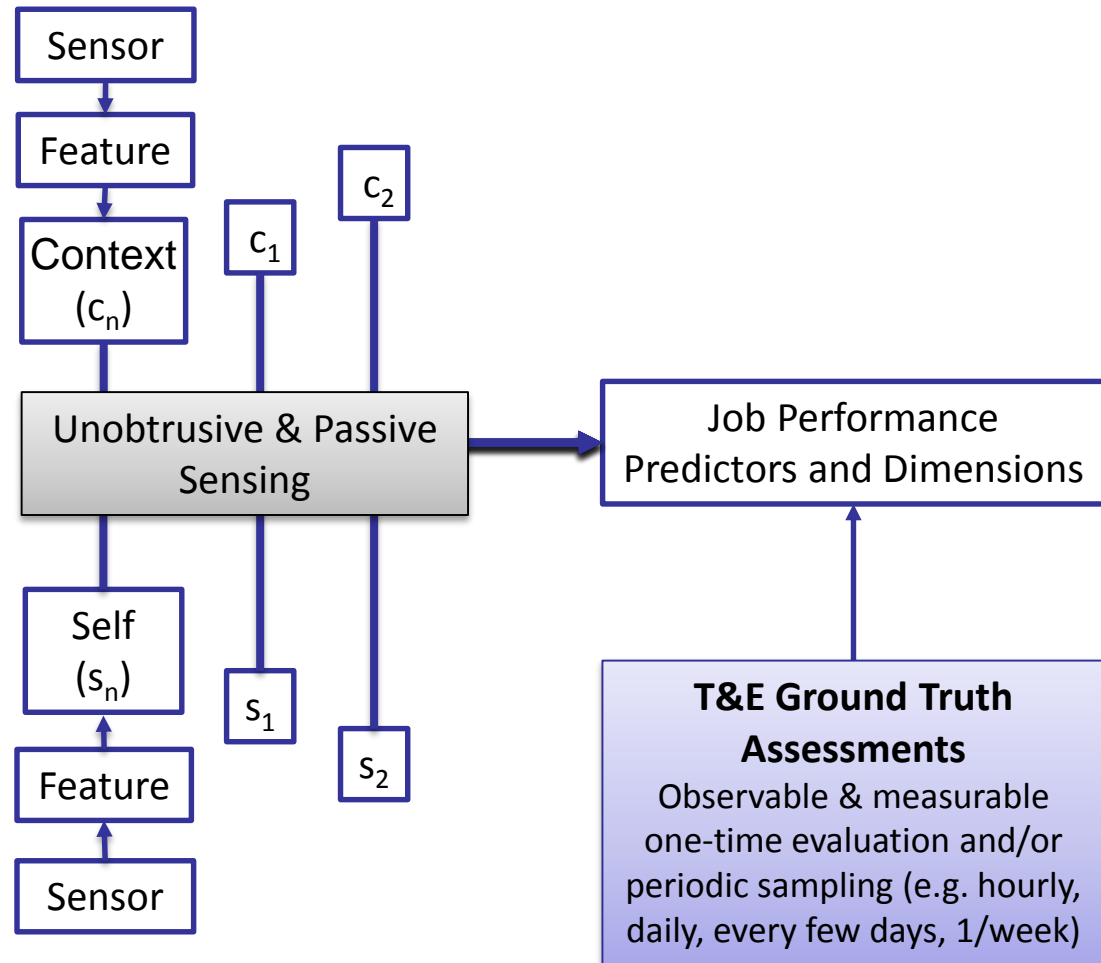 Sensor
Feature
Context
(cₙ)
c₁
c₂
Unobtrusive & Passive
Sensing
Self
(sₙ)
s₁
s₂
Feature
Sensor
Job Performance
Predictors and Dimensions
T&E Ground Truth
Assessments
Observable & measurable
one-time evaluation and/or
periodic sampling (e.g. hourly,
daily, every few days, 1/week)